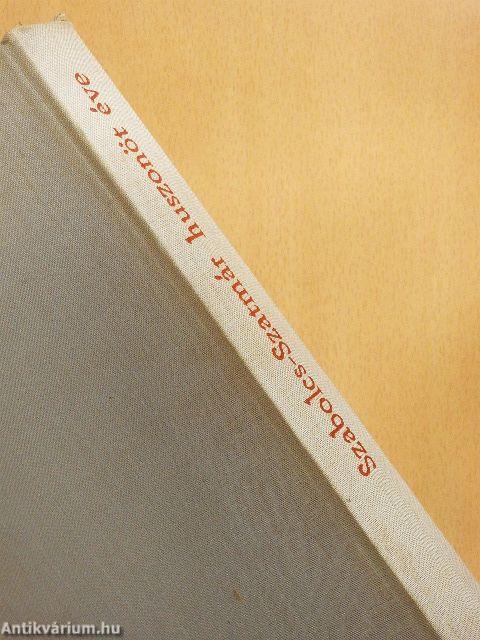 Szabolcs-Szatmár huszonöt éve
Antikvárium.hu